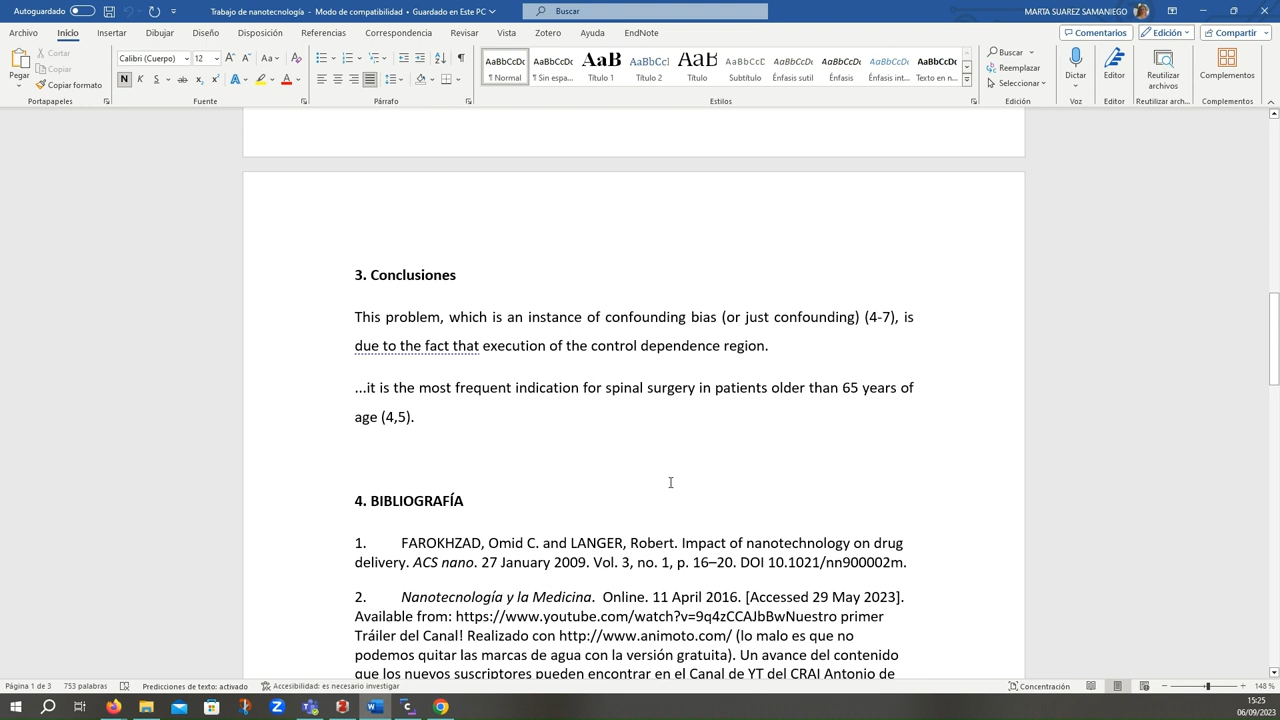 Autoguardado
Trabajo de nanotecnología - Modo de compatibilidad • Guardado en Este PC
Buscar
MARTA SUAREZ SAMANIEGO
Archivo Inicio Insertar Dibujar Diseño Disposición Referencias Correspondencia Revisar Vista Zotero Ayuda EndNote
Comentarios Edición Compartir
Pegar
Cortar
Copiar
Copiar formato
Portapapeles
Calibri (Cuerpo) 12
Fuente
Párrafo
AaBbCcDc AaBbCcDc AaBb AaBbCc AaBb AaBbCcD AaBbCcDc AaBbCcDc AaBbCcDc AaBbCcDc
¶ Normal ¶ Sin espa... Título 1 Título 2 Título Subtítulo Énfasis sutil Énfasis Énfasis int... Texto en n...
Estilos
Buscar
Reemplazar
Seleccionar
Edición
Dictar
Voz
Editor
Editor
Reutilizar archivos
Reutilizar arch...
Complementos
Complementos
3. Conclusiones
This problem, which is an instance of confounding bias (or just confounding) (4-7), is
due to the fact that execution of the control dependence region.
...it is the most frequent indication for spinal surgery in patients older than 65 years of
age (4,5).
4. BIBLIOGRAFÍA
1. FAROKHZAD, Omid C. and LANGER, Robert. Impact of nanotechnology on drug
delivery. ACS nano. 27 January 2009. Vol. 3, no. 1, p. 16–20. DOI 10.1021/nn900002m.
2. Nanotecnología y la Medicina. Online. 11 April 2016. [Accessed 29 May 2023].
Available from: https://www.youtube.com/watch?v=9q4zCCAJbBwNuestro primer
Tráiler del Canal! Realizado con http://www.animoto.com/ (lo malo es que no
podemos quitar las marcas de agua con la versión gratuita). Un avance del contenido
que los nuevos suscriptores pueden encontrar en el Canal de YT del CRAI Antonio de
Página 1 de 3 753 palabras Predicciones de texto: activado Accesibilidad: es necesario investigar Concentración 148 %
15:25
06/09/2023